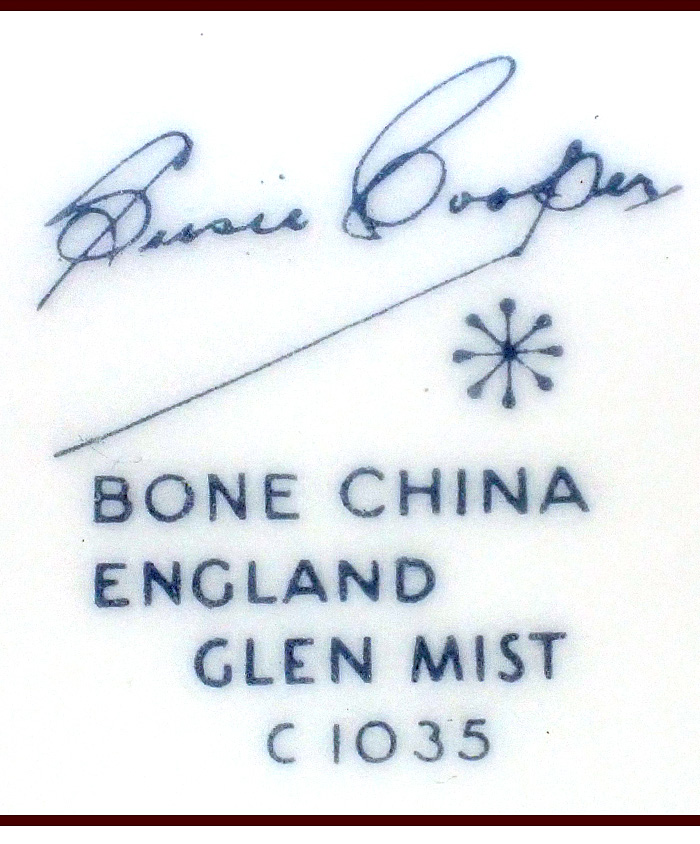 Susie Cooper
BONE CHINA
ENGLAND
GLEN MIST
C 1035